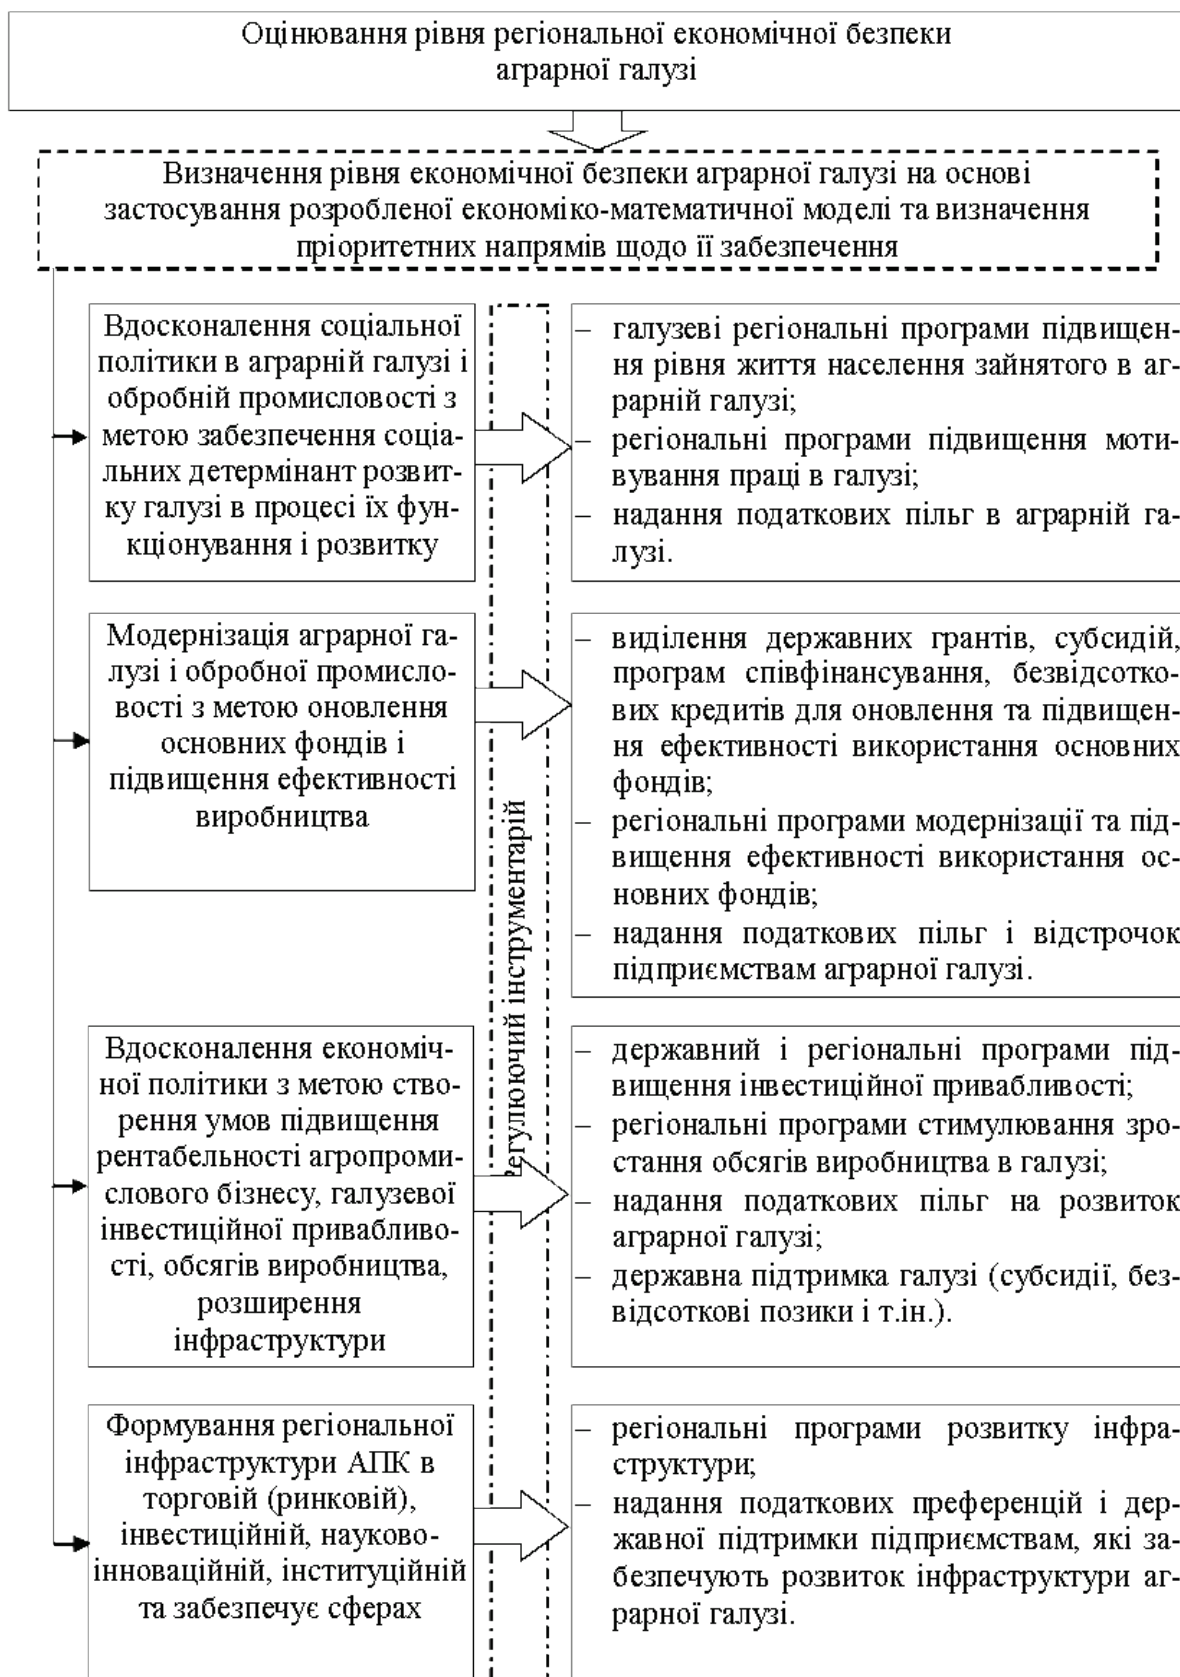 Оцінювання рівня регіональної економічної безпеки
аграрної галузі
Визначення рівня економічної безпеки аграрної галузі на основі
застосування розробленої економіко-математичної моделі та визначення
пріоритетних напрямів щодо її забезпечення
Вдосконалення соціальної
політики в аграрній галузі і
обробній промисловості з
метою забезпечення соціа-
льних детермінант розвит-
ку галузі в процесі їх фун-
кціонування і розвитку
– галузеві регіональні програми підвищен-
ня рівня життя населення зайнятого в аг-
рарній галузі;
– регіональні програми підвищення моти-
вування праці в галузі;
– надання податкових пільг в аграрній га-
лузі.
Модернізація аграрної га-
лузі і обробної промисло-
вості з метою оновлення
основних фондів і
підвищення ефективності
виробництва
– виділення державних грантів, субсидій,
програм співфінансування, безвідсотко-
вих кредитів для оновлення та підвищен-
ня ефективності використання основних
фондів;
– регіональні програми модернізації та під-
вищення ефективності використання ос-
новних фондів;
– надання податкових пільг і відстрочок
підприємствам аграрної галузі.
Регулюючий інструментарій
Вдосконалення економіч-
ної політики з метою ство-
рення умов підвищення
рентабельності агропроми-
слового бізнесу, галузевої
інвестиційної привабливо-
сті, обсягів виробництва,
розширення
інфраструктури
– державний і регіональні програми під-
вищення інвестиційної привабливості;
– регіональні програми стимулювання зро-
стання обсягів виробництва в галузі;
– надання податкових пільг на розвиток
аграрної галузі;
– державна підтримка галузі (субсидії, без-
відсоткові позики і т.ін.).
Формування регіональної
інфраструктури АПК в
торговій (ринковій),
інвестиційній, науково-
інноваційній, інституційній
та забезпечує сферах
– регіональні програми розвитку інфра-
структури;
– надання податкових преференцій і дер-
жавної підтримки підприємствам, які за-
безпечують розвиток інфраструктури аг-
рарної галузі.